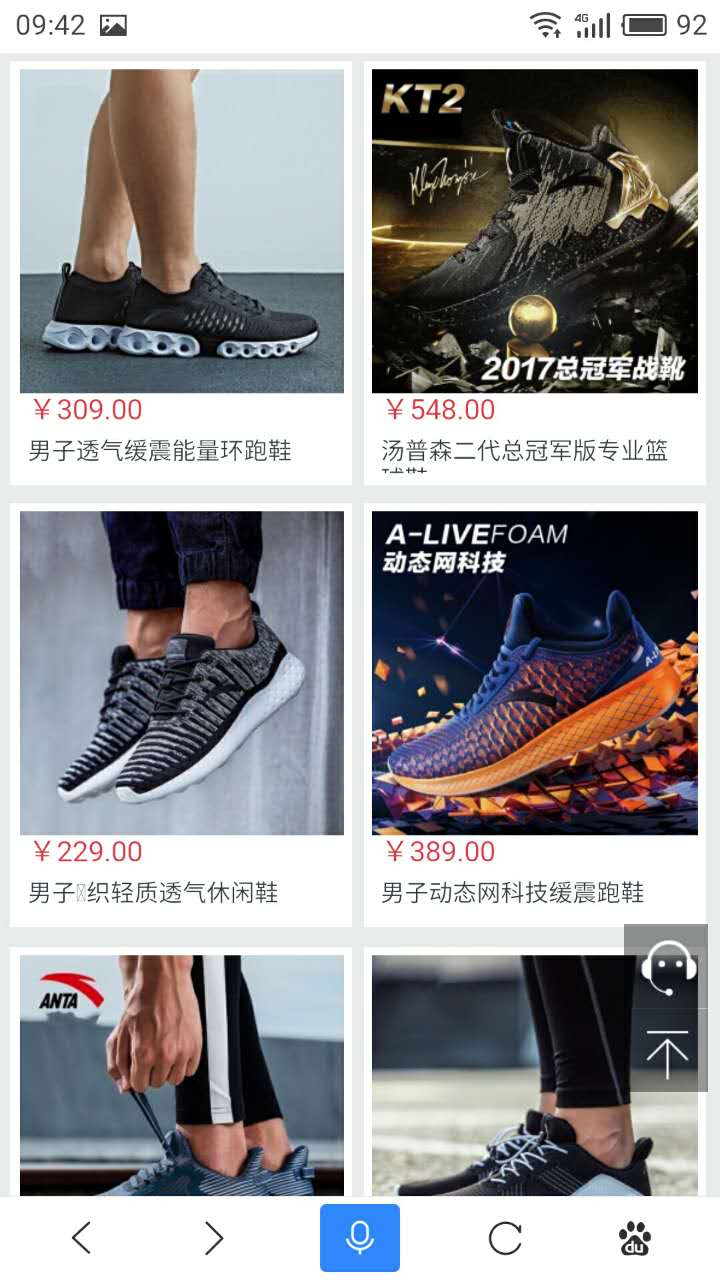 09:42
4G
92
KT2
2017总冠军战靴
￥309.00
￥548.00
男子透气缓震能量环跑鞋
汤普森二代总冠军版专业篮
球鞋
A-LIVEFOAM
动态网科技
￥229.00
￥389.00
男子织轻质透气休闲鞋
男子动态网科技缓震跑鞋
ANTA
du